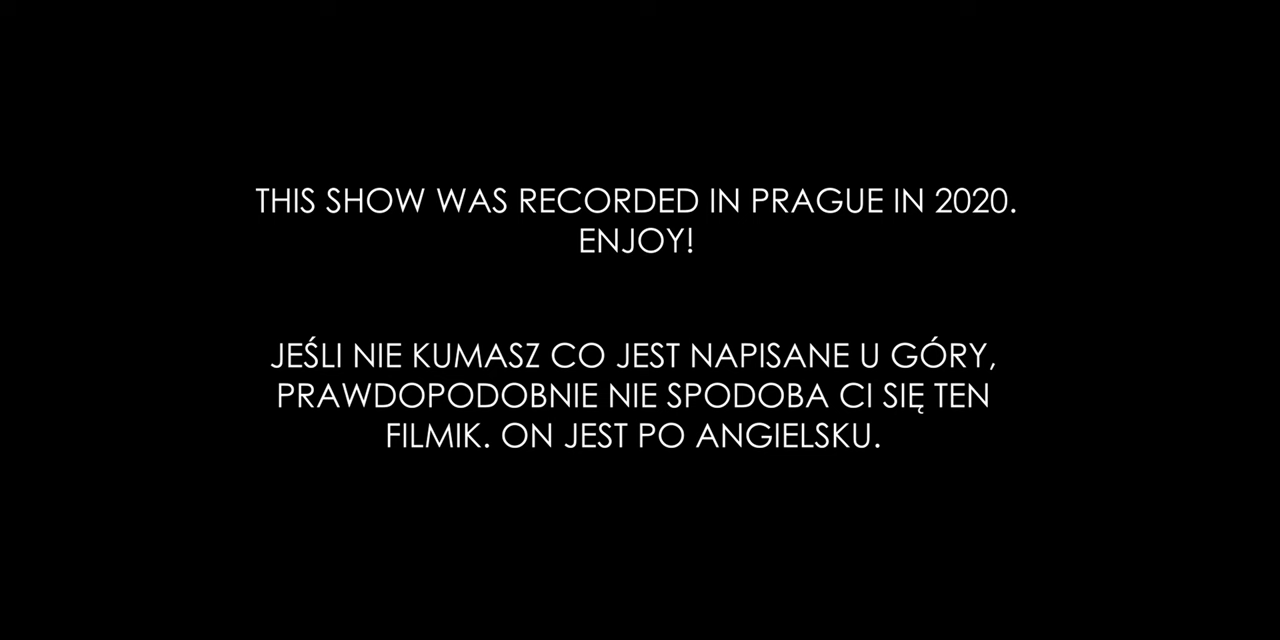 THIS SHOW WAS RECORDED IN PRAGUE IN 2020.
ENJOY!
JEŚLI NIE KUMASZ CO JEST NAPISANE U GÓRY,
PRAWDOPODOBNIE NIE SPODOBA CI SIĘ TEN
FILMIK. ON JEST PO ANGIELSKU.